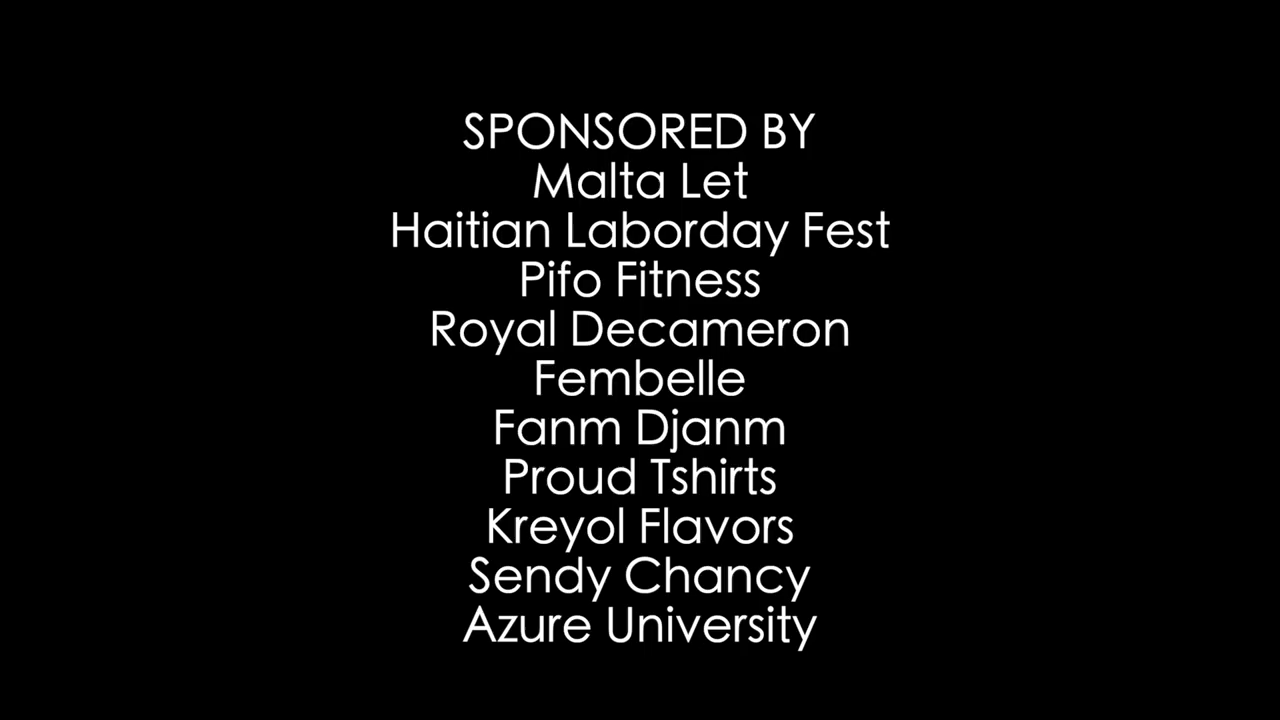 SPONSORED BY
Malta Let
Haitian Laborday Fest
Pifo Fitness
Royal Decameron
Fembelle
Fanm Djanm
Proud Tshirts
Kreyol Flavors
Sendy Chancy
Azure University